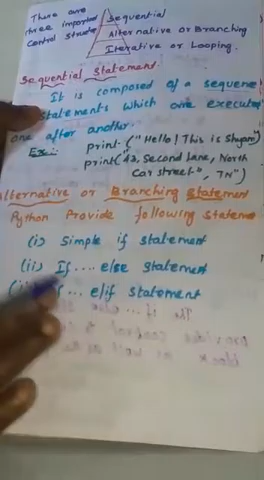 There are
three important
control structure
Sequential
Alternative or Branching
Iterative or Looping.
Sequential Statement:
It is composed of a sequence
statements which are executed
one after another.
Ex:- print ("Hello! This is Shyam")
print (43, Second Lane, North
Car street, TN")
Alternative or Branching statement
Python Provide following stateme
(i) Simple if statement
(ii) If .... else statement
... elif statement